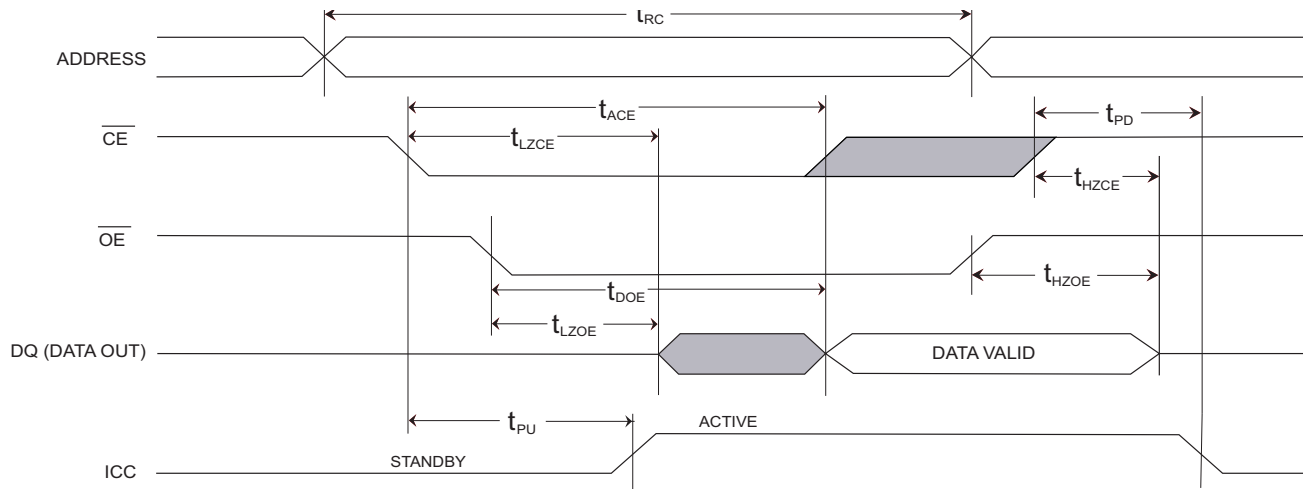 tRC
ADDRESS
tACE
tPD
CE
tLZCE
tHZCE
OE
tHZOE
tDOE
tLZOE
DQ (DATA OUT)
DATA VALID
tPU
ACTIVE
STANDBY
ICC